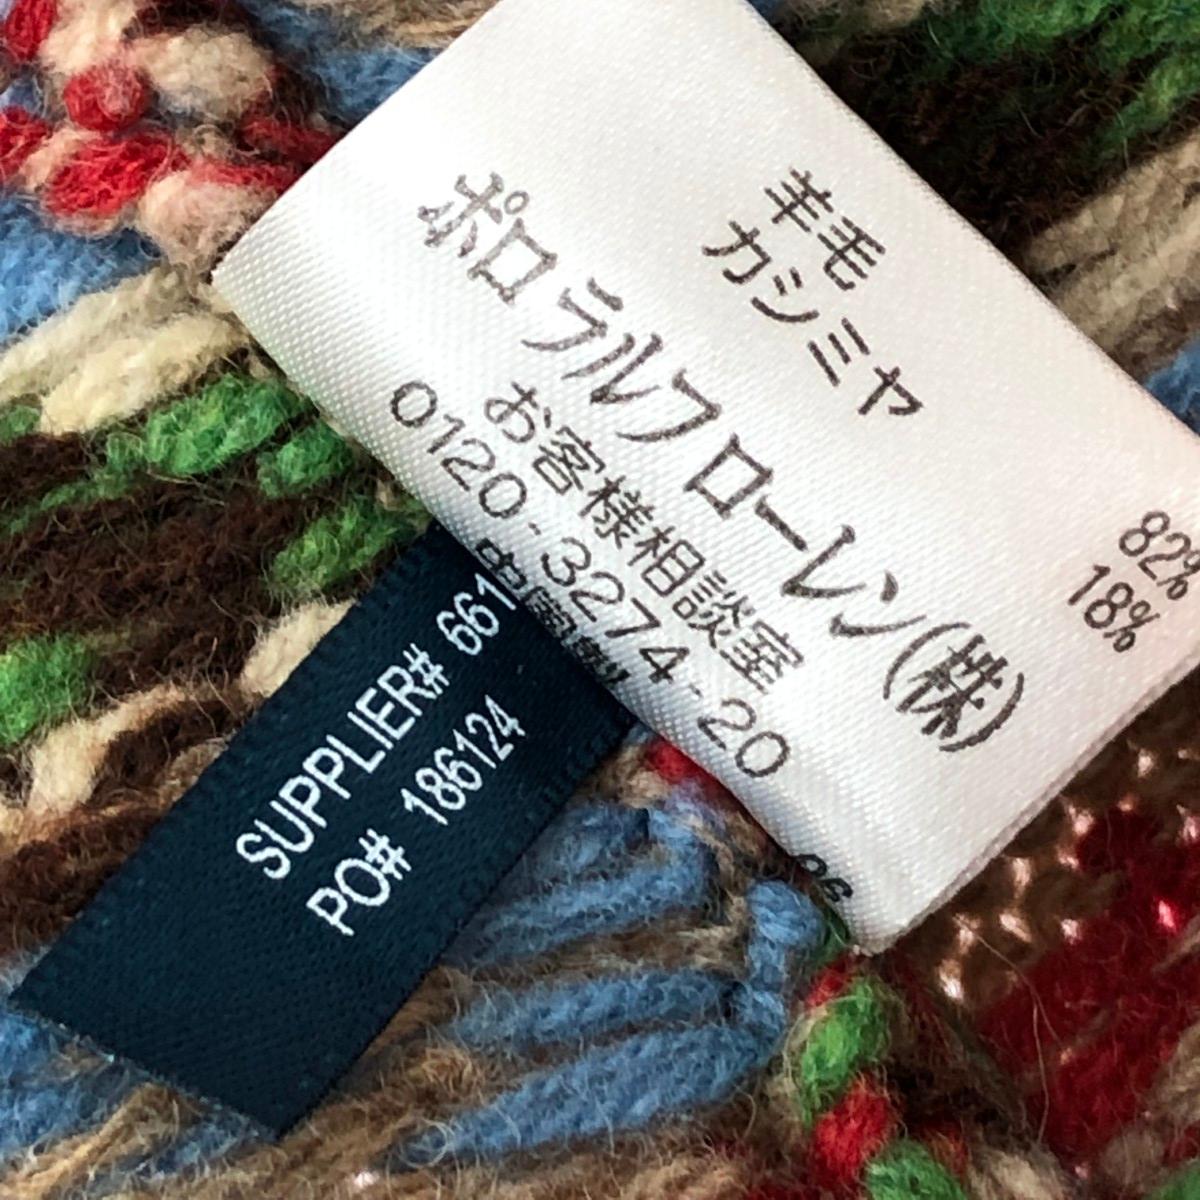 羊毛 82%
カシミヤ 18%
ポロ ラルフ ローレン(株)
お客様相談室
0120-3274-20
SUPPLIER# 661
PO# 186124